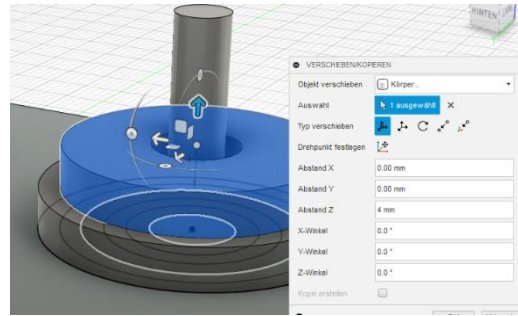 HINTEN
VERSCHIEBEN/KOPIEREN
Objekt verschieben Körper...
Auswahl 1 ausgewählt
Typ verschieben
Drehpunkt festlegen
Abstand X 0.00 mm
Abstand Y 0.00 mm
Abstand Z 4 mm
X-Winkel 0.0 °
Y-Winkel 0.0 °
Z-Winkel 0.0 °
Kopie erstellen